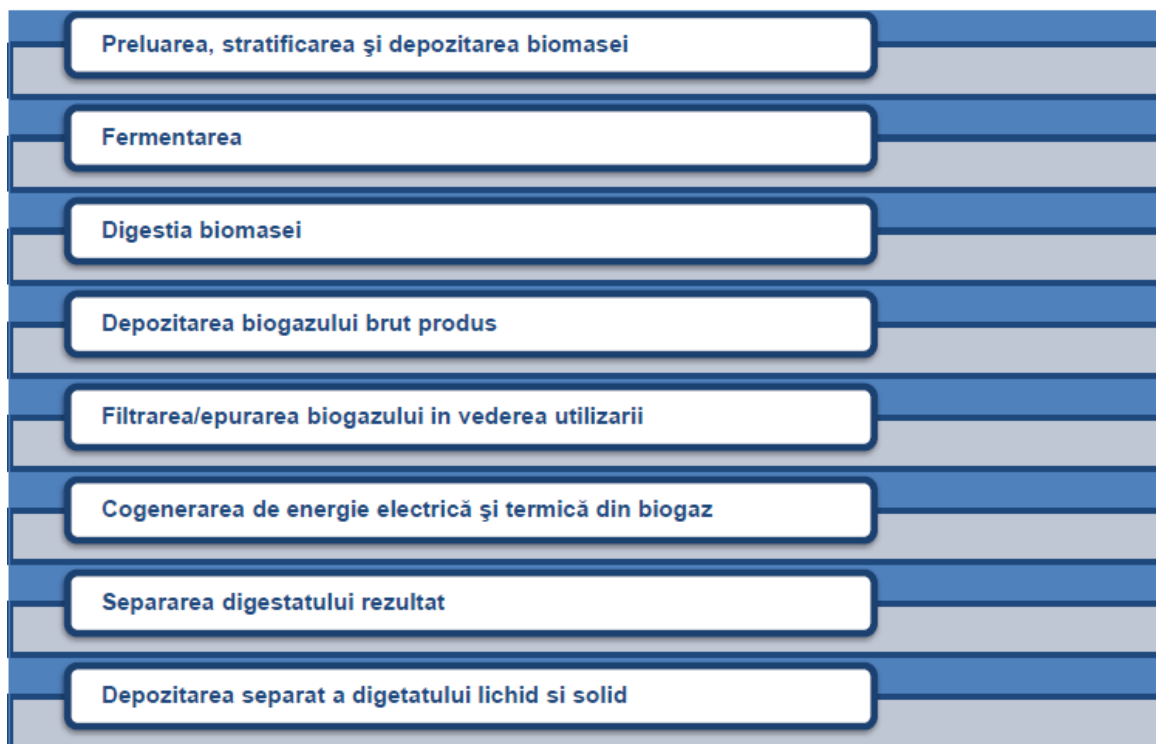 Preluarea, stratificarea şi depozitarea biomasei
Fermentarea
Digestia biomasei
Depozitarea biogazului brut produs
Filtrarea/epurarea biogazului in vederea utilizarii
Cogenerarea de energie electrică şi termică din biogaz
Separarea digestatului rezultat
Depozitarea separat a digetatului lichid si solid